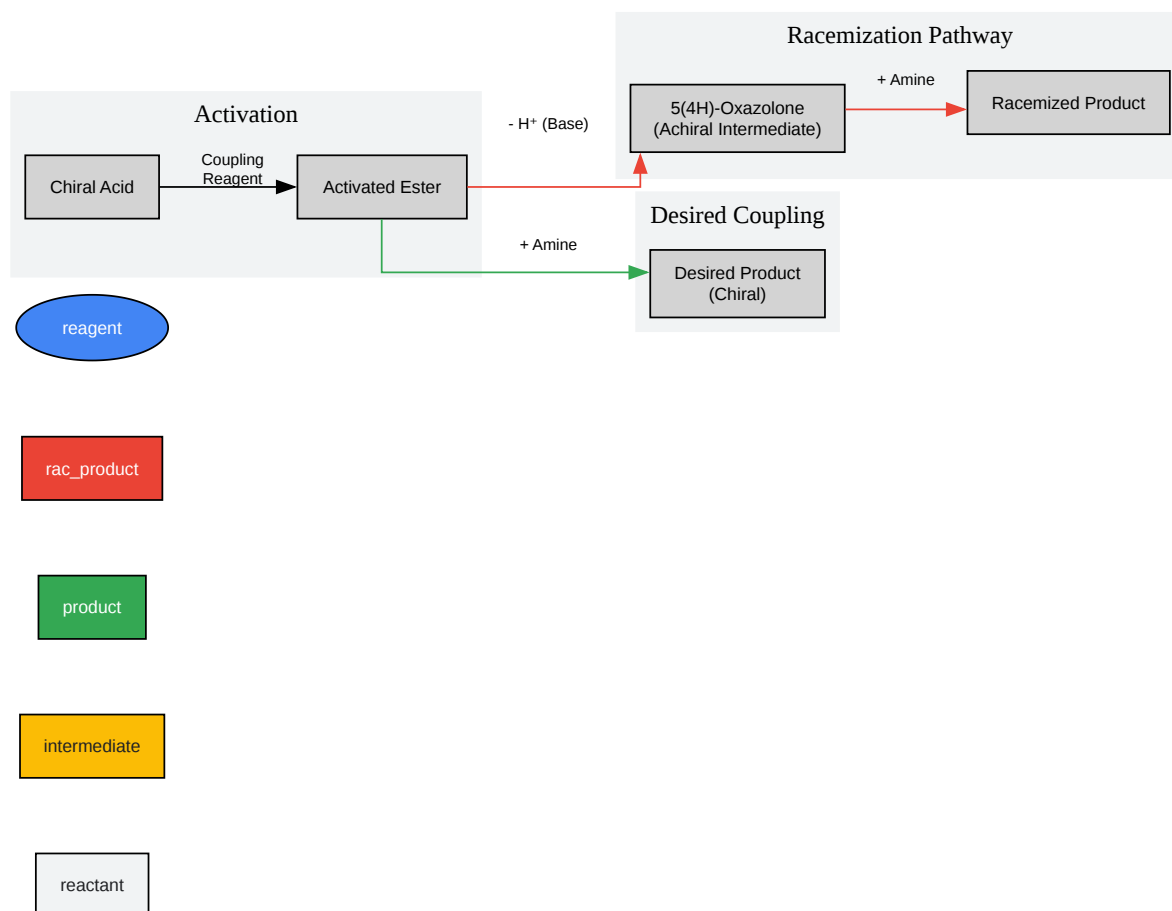 Racemization Pathway
+ Amine
5(4H)-Oxazolone
(Achiral Intermediate)
Racemized Product
Activation
- H⁺ (Base)
Coupling
Reagent
Chiral Acid
Activated Ester
Desired Coupling
+ Amine
Desired Product
(Chiral)
reagent
rac_product
product
intermediate
reactant